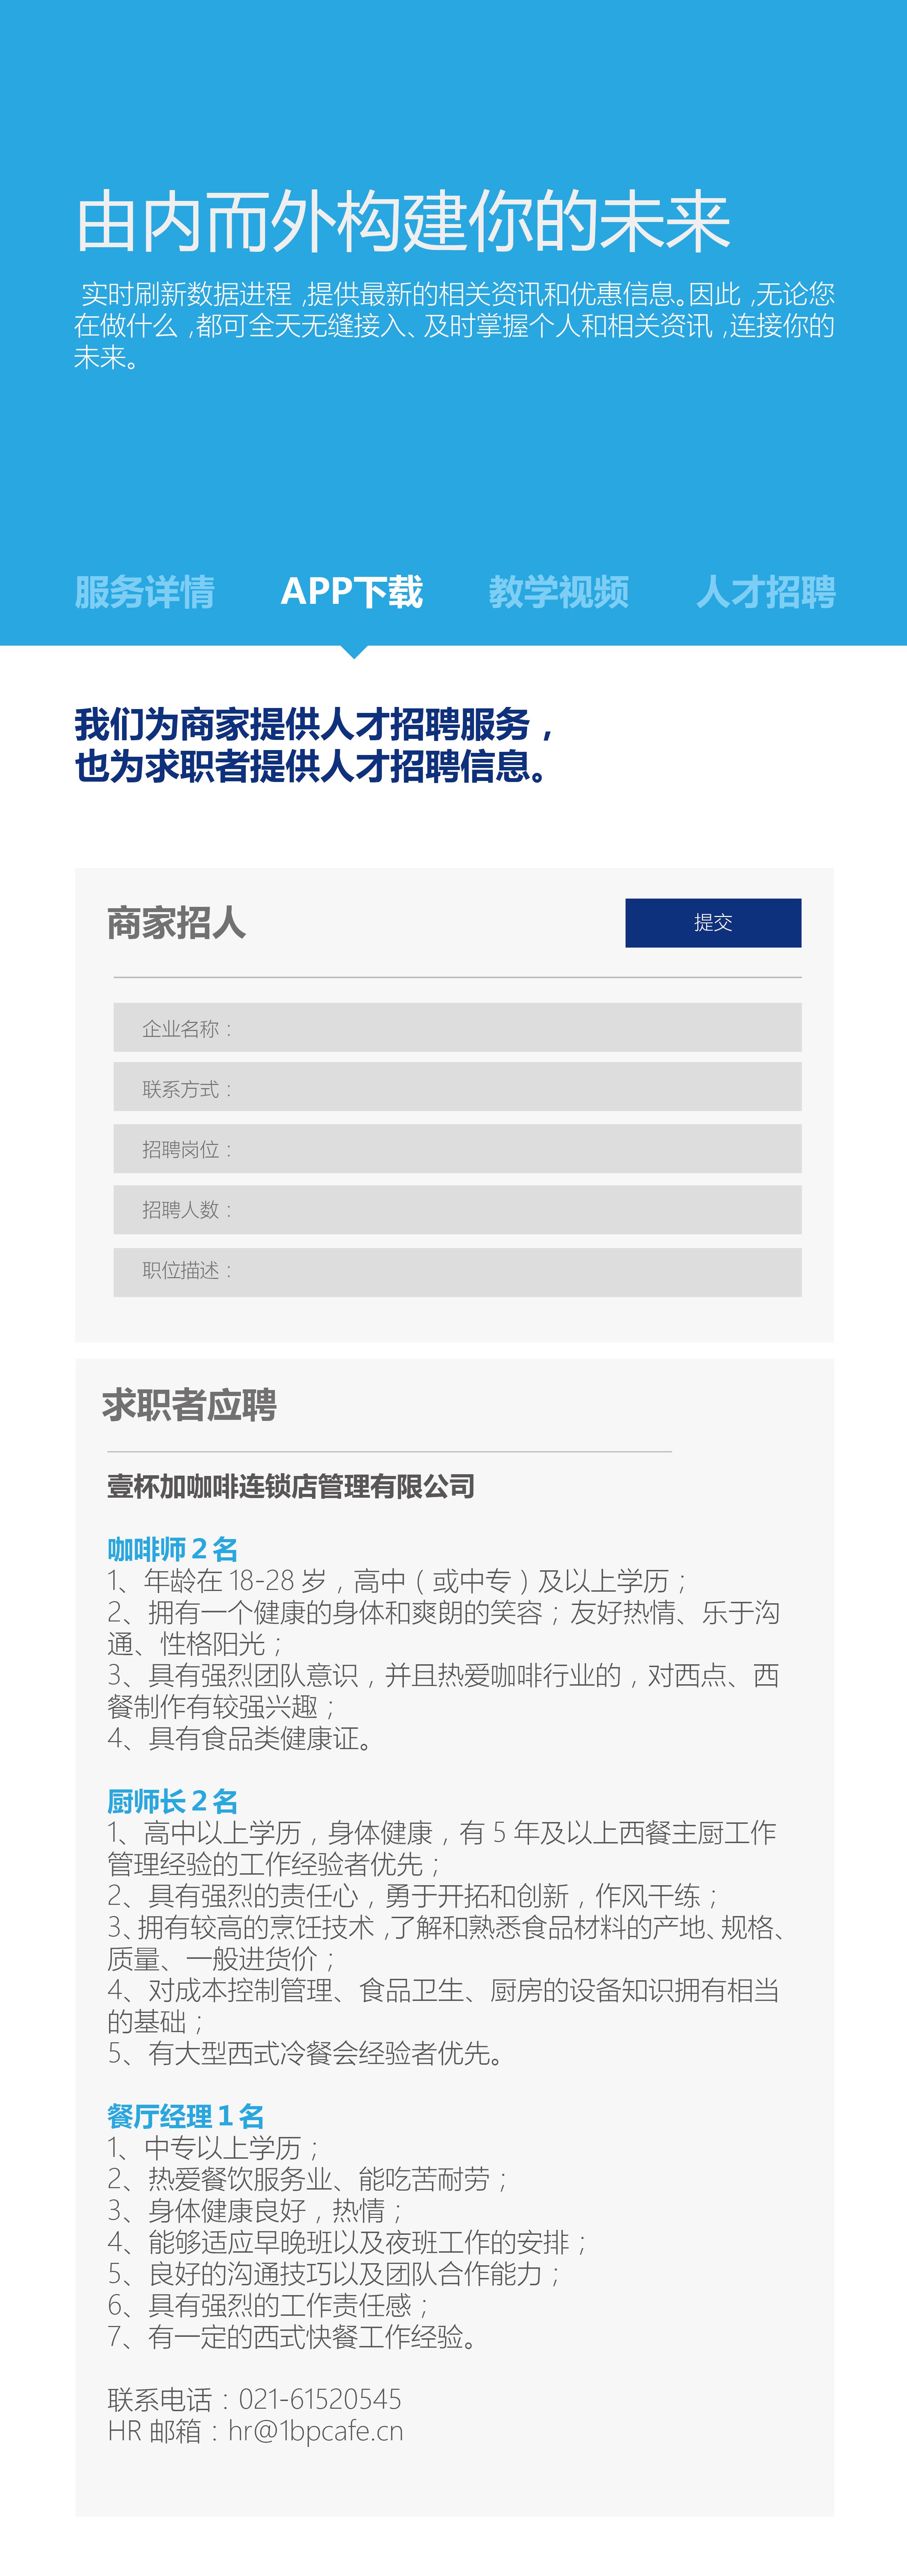 由内而外构建你的未来
实时刷新数据进程,提供最新的相关资讯和优惠信息。因此,无论您
在做什么,都可全天无缝接入、及时掌握个人和相关资讯,连接你的
未来。
服务详情 APP下载 教学视频 人才招聘
我们为商家提供人才招聘服务，
也为求职者提供人才招聘信息。
商家招人 提交
企业名称：
联系方式：
招聘岗位：
招聘人数：
职位描述：
求职者应聘
壹杯加咖啡连锁店管理有限公司
咖啡师 2 名
1、年龄在 18-28 岁，高中（或中专）及以上学历；
2、拥有一个健康的身体和爽朗的笑容；友好热情、乐于沟
通、性格阳光；
3、具有强烈团队意识，并且热爱咖啡行业的，对西点、西
餐制作有较强兴趣；
4、具有食品类健康证。
厨师长 2 名
1、高中以上学历，身体健康，有 5 年及以上西餐主厨工作
管理经验的工作经验者优先；
2、具有强烈的责任心，勇于开拓和创新，作风干练；
3、拥有较高的烹饪技术,了解和熟悉食品材料的产地、规格、
质量、一般进货价；
4、对成本控制管理、食品卫生、厨房的设备知识拥有相当
的基础；
5、有大型西式冷餐会经验者优先。
餐厅经理 1 名
1、中专以上学历；
2、热爱餐饮服务业、能吃苦耐劳；
3、身体健康良好，热情；
4、能够适应早晚班以及夜班工作的安排；
5、良好的沟通技巧以及团队合作能力；
6、具有强烈的工作责任感；
7、有一定的西式快餐工作经验。
联系电话：021-61520545
HR 邮箱：hr@1bpcafe.cn